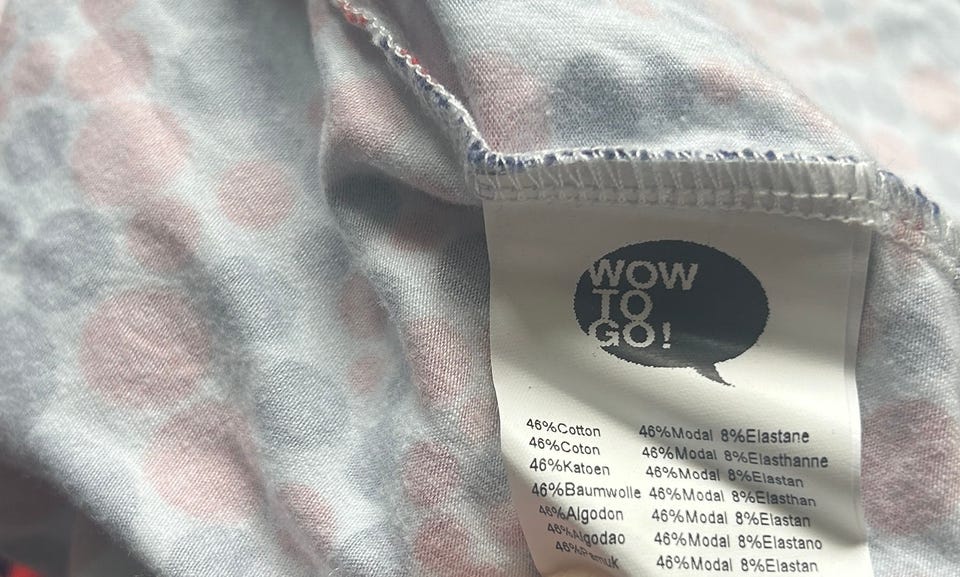 WOW
TO
GO!
46%Cotton 46%Modal 8%Elastane
46%Coton 46%Modal 8%Elasthanne
46%Katoen 46%Modal 8%Elastan
46%Baumwolle 46%Modal 8%Elasthan
46%Algodon 46%Modal 8%Elastan
46%Algodao 46%Modal 8%Elastano
46%Pamuk 46%Modal 8%Elastan